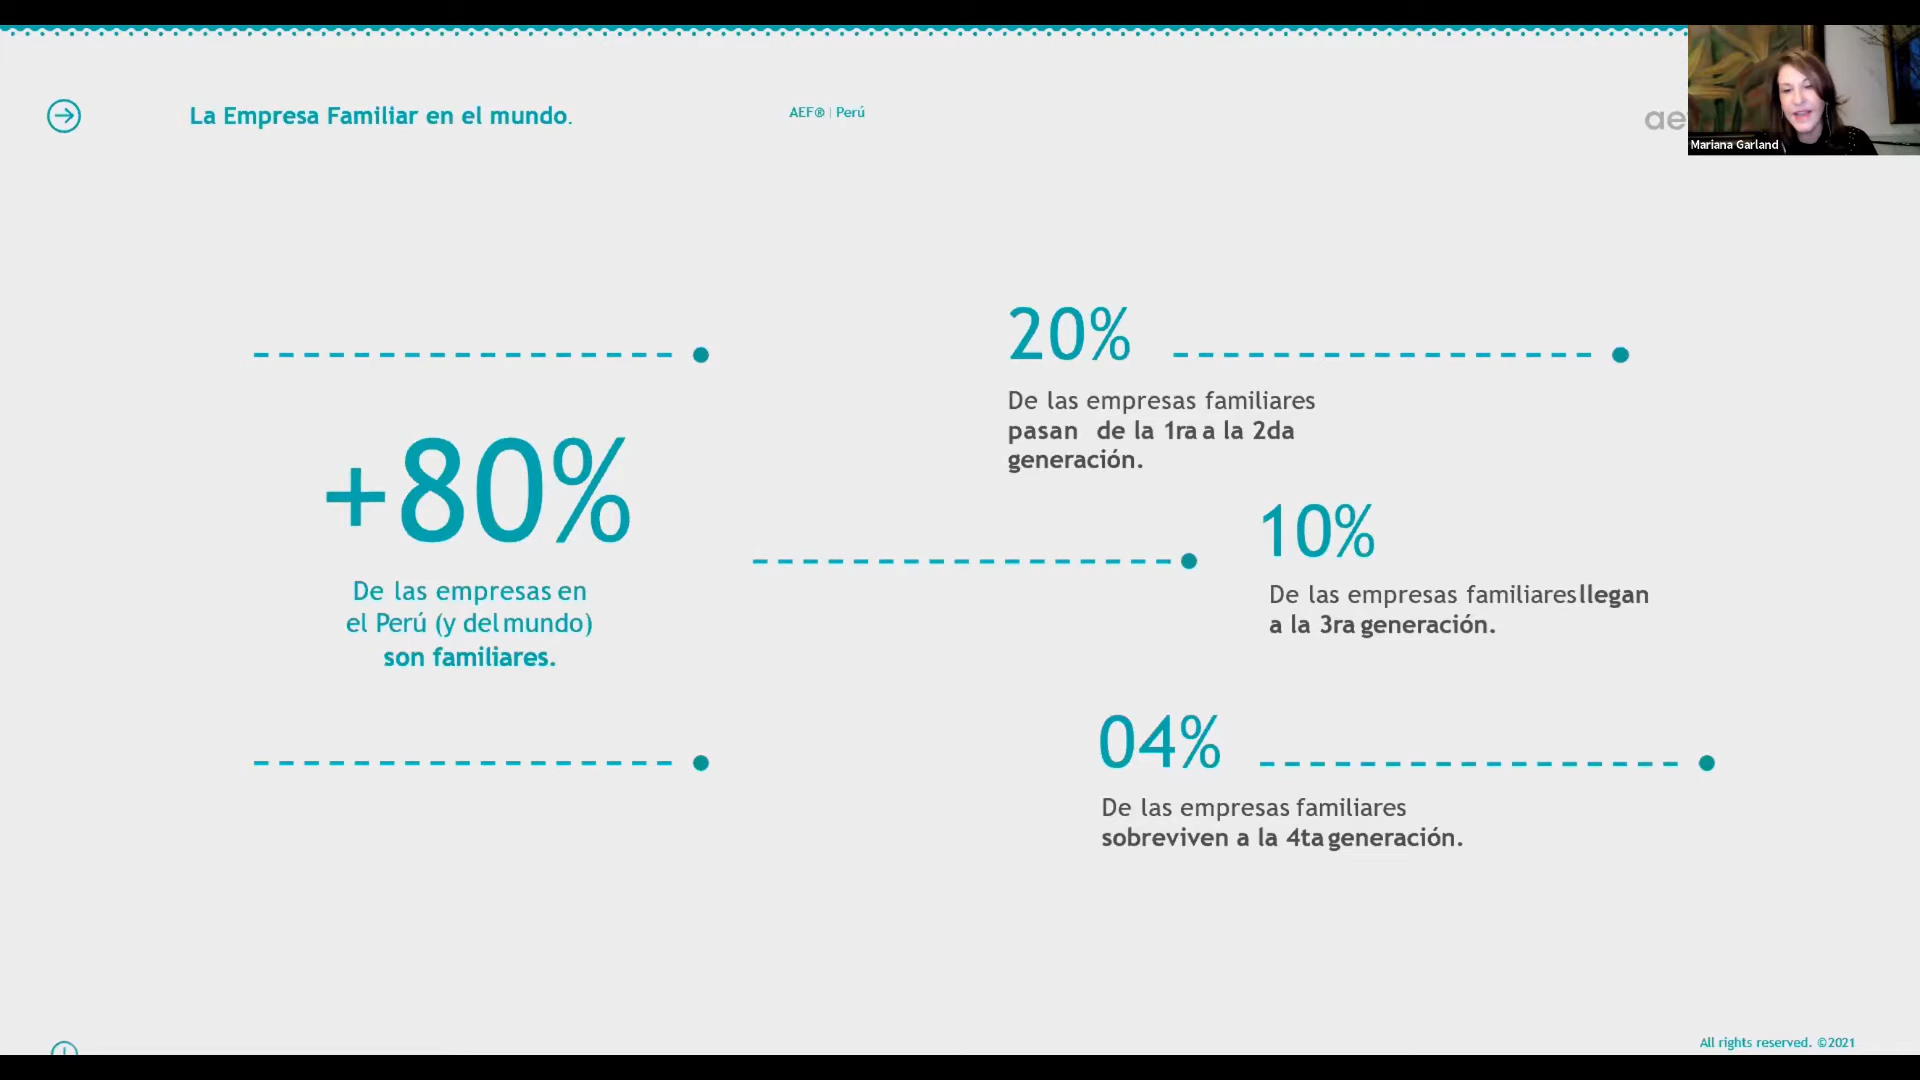 La Empresa Familiar en el mundo.
AEF® | Perú
ae
Mariana Garland
+80%
De las empresas en
el Perú (y del mundo)
son familiares.
20%
De las empresas familiares
pasan de la 1ra a la 2da
generación.
10%
De las empresas familiares llegan
a la 3ra generación.
04%
De las empresas familiares
sobreviven a la 4ta generación.
All rights reserved. ©2021